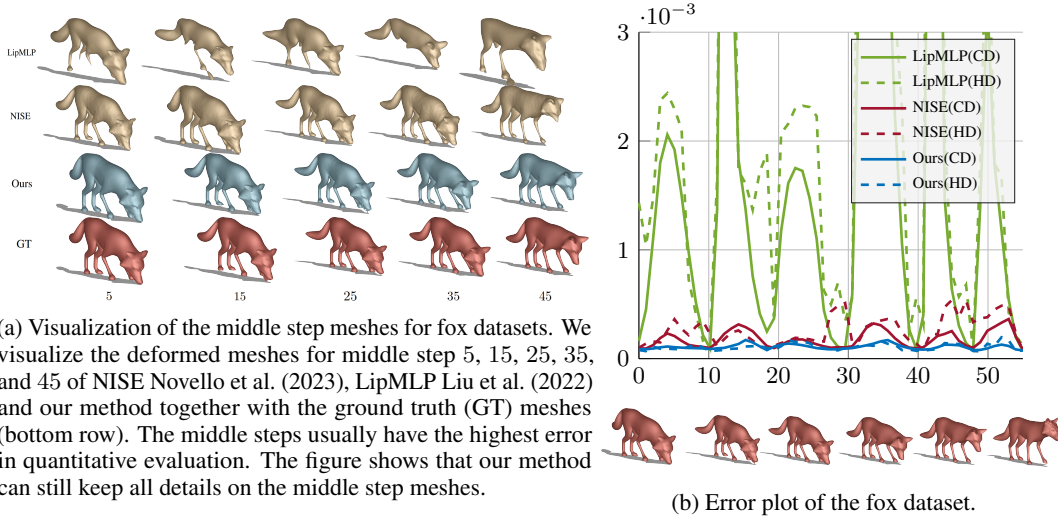 LipMLP
NISE
Ours
GT
5 15 25 35 45
(a) Visualization of the middle step meshes for fox datasets. We
visualize the deformed meshes for middle step 5, 15, 25, 35,
and 45 of NISE Novello et al. (2023), LipMLP Liu et al. (2022)
and our method together with the ground truth (GT) meshes
(bottom row). The middle steps usually have the highest error
in quantitative evaluation. The figure shows that our method
can still keep all details on the middle step meshes.
·10−3
3
2
1
0
0 10 20 30 40 50
LipMLP(CD)
LipMLP(HD)
NISE(CD)
NISE(HD)
Ours(CD)
Ours(HD)
(b) Error plot of the fox dataset.